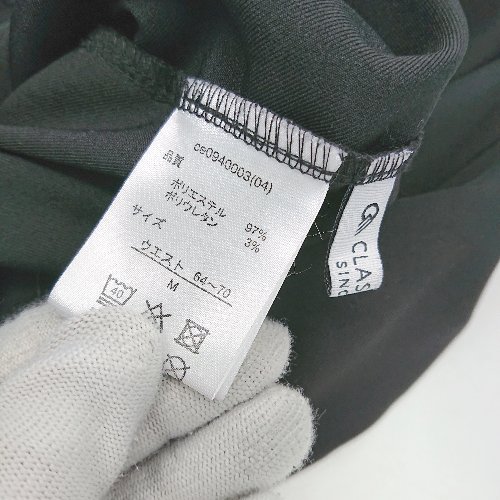 ce0940003(04)
品質
ポリエステル 97%
ポリウレタン 3%
サイズ
ウエスト 64~70
M
40
CLAS
SINC